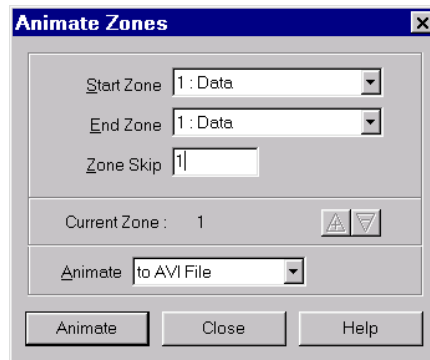 Animate Zones
Start Zone 1 : Data
End Zone 1 : Data
Zone Skip 1
Current Zone : 1
Animate to AVI File
Animate Close Help